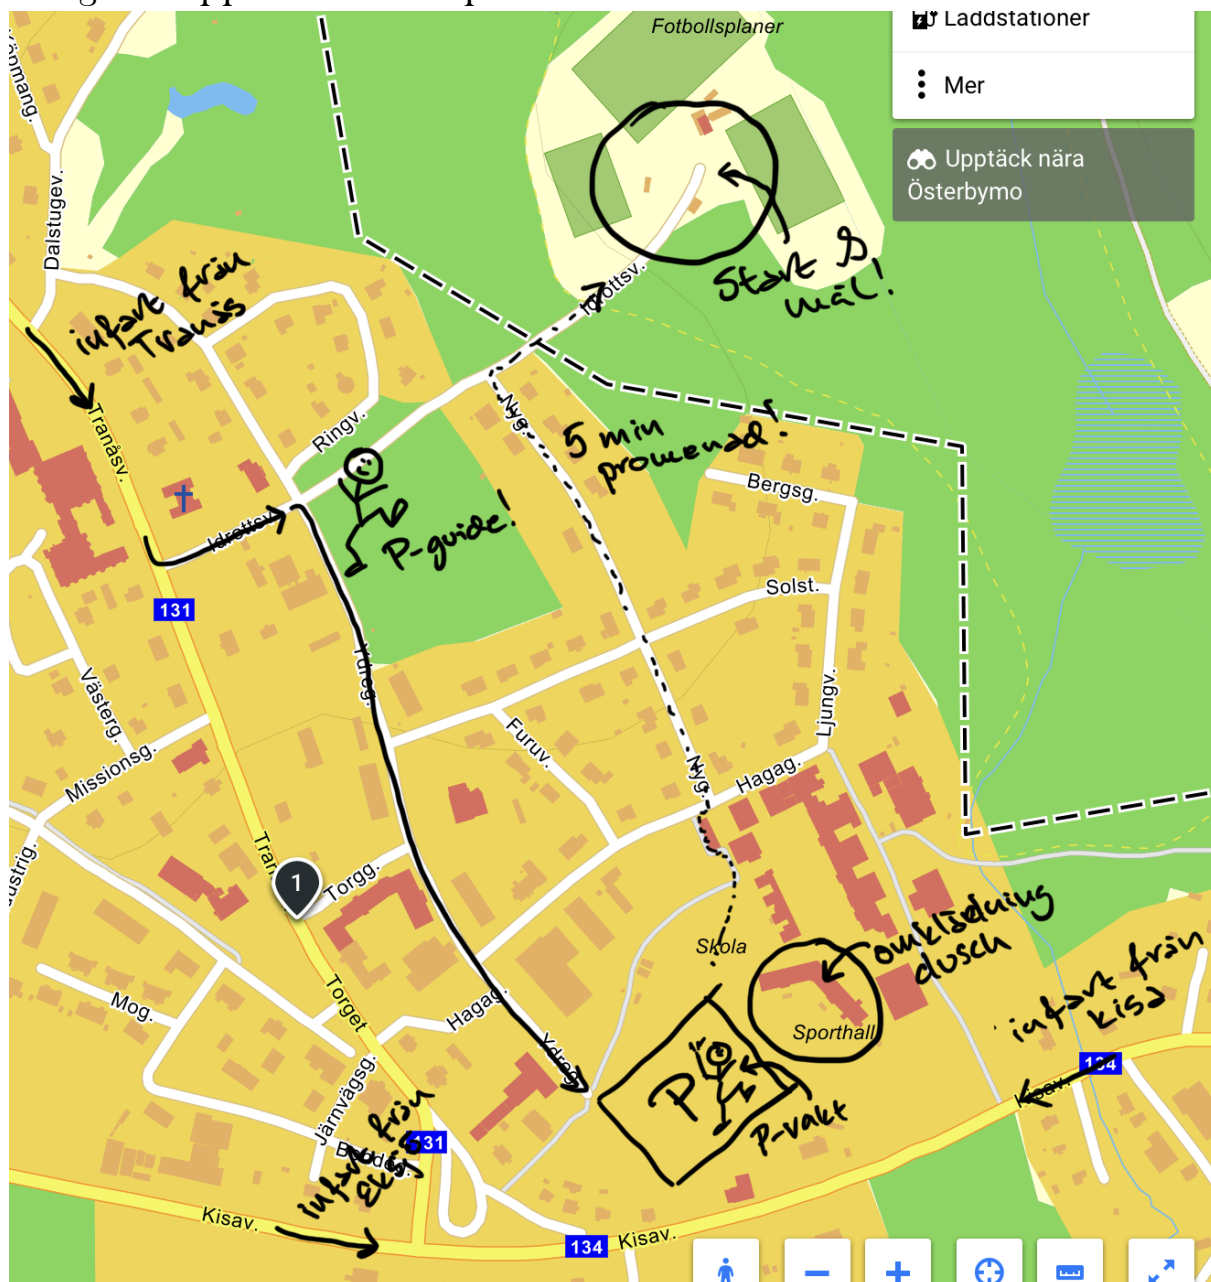 Fotbollsplaner
Laddstationer
Mer
Upptäck nära
Österbymo
Dalstugev.
infart från
Tranås
Start &
mål!
Idrottsv.
Tranåsv.
Ringv.
Nyg.
5 min
promenad!
Bergsg.
Idrottsv.
P-guide!
131
Solst.
Ydreg.
Västerg.
Missionsg.
Furuv.
Ljungv.
Nyg.
Hagag.
1
Torgg.
Skola
omklädning
dusch
Torget
Mog.
Hagag.
Sporthall
infart från
kisa
Ydreg.
134
Kisav.
P
P-vakt
Järnvägsg.
131
infart från
Eksjö
Kisav.
134
Kisav.